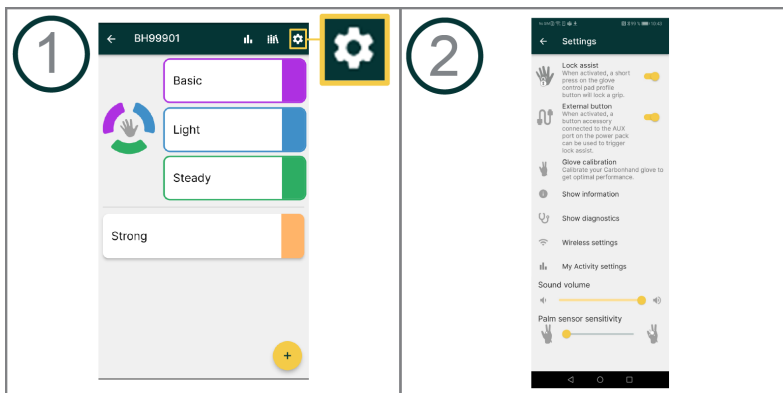 1
BH99901
Basic
Light
Steady
Strong
+
2
Settings
Lock assist
When activated, a short
press on the glove
control pad profile
button will lock a grip.
External button
When activated, a
button accessory
connected to the AUX
port on the power pack
can be used to trigger
lock assist.
Glove calibration
Calibrate your Carbonhand glove to
get optimal performance.
Show information
Show diagnostics
Wireless settings
My Activity settings
Sound volume
Palm sensor sensitivity